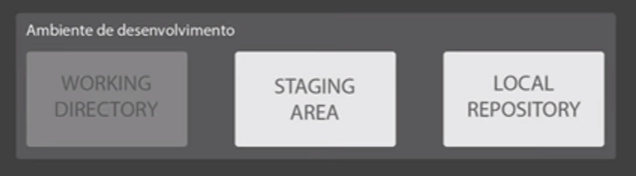 Ambiente de desenvolvimento
WORKING
DIRECTORY
STAGING
AREA
LOCAL
REPOSITORY